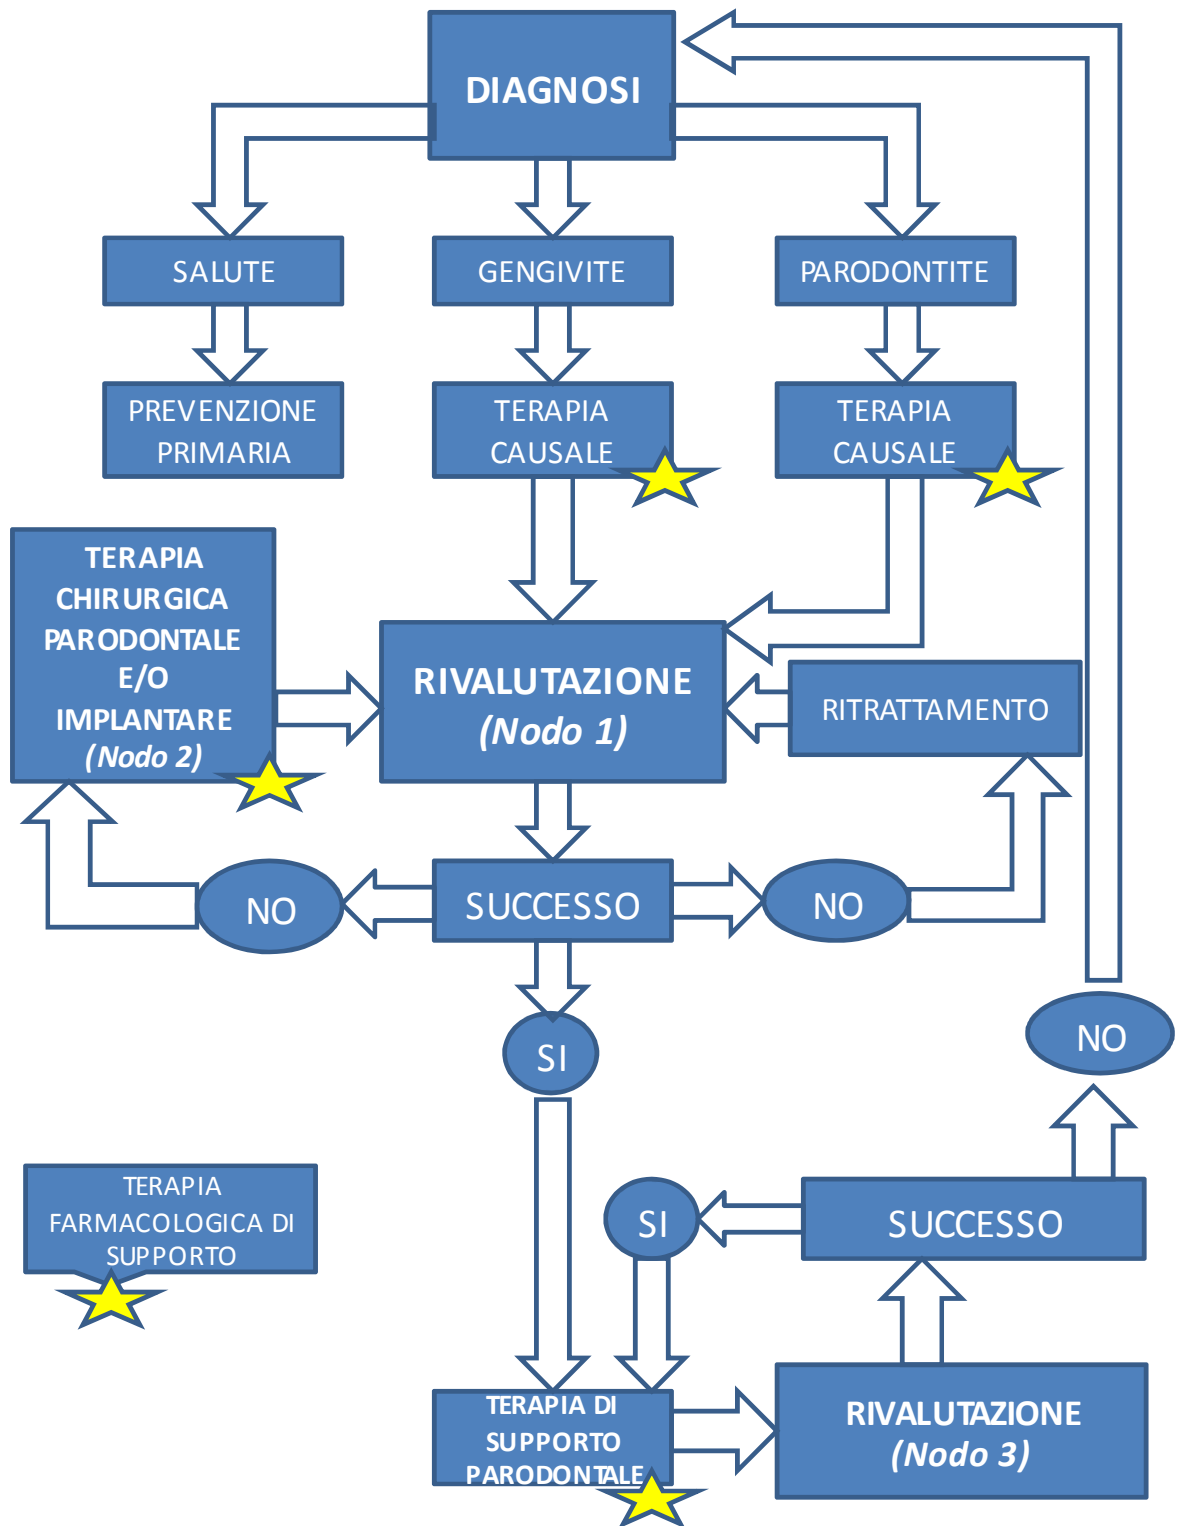 DIAGNOSI
SALUTE
GENGIVITE
PARODONTITE
PREVENZIONE
PRIMARIA
TERAPIA
CAUSALE
TERAPIA
CAUSALE
TERAPIA
CHIRURGICA
PARODONTALE
E/O
IMPLANTARE
(Nodo 2)
RIVALUTAZIONE
(Nodo 1)
RITRATTAMENTO
NO
SUCCESSO
NO
SI
NO
TERAPIA
FARMACOLOGICA DI
SUPPORTO
SI
SUCCESSO
TERAPIA DI
SUPPORTO
PARODONTALE
RIVALUTAZIONE
(Nodo 3)